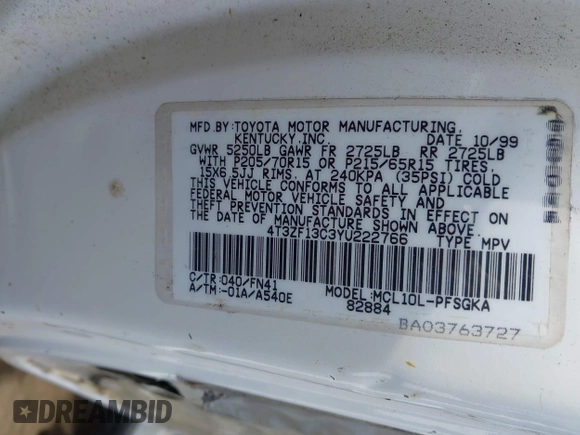 MFD.BY:TOYOTA MOTOR MANUFACTURING,
KENTUCKY,INC. DATE 10/99
GVWR 5250LB GAWR FR 2725LB RR 2725LB
WITH P205/70R15 OR P215/65R15 TIRES,
15X6.5JJ RIMS, AT 240KPA (35PSI) COLD
THIS VEHICLE CONFORMS TO ALL APPLICABLE
FEDERAL MOTOR VEHICLE SAFETY AND
THEFT PREVENTION STANDARDS IN EFFECT ON
THE DATE OF MANUFACTURE SHOWN ABOVE.
4T3ZF13C3YU222766 TYPE MPV
C/TR:040/FN41 MODEL:MCL10L-PFSGKA
A/TM:-01A/A540E 82884
BA03763727
DREAMBID